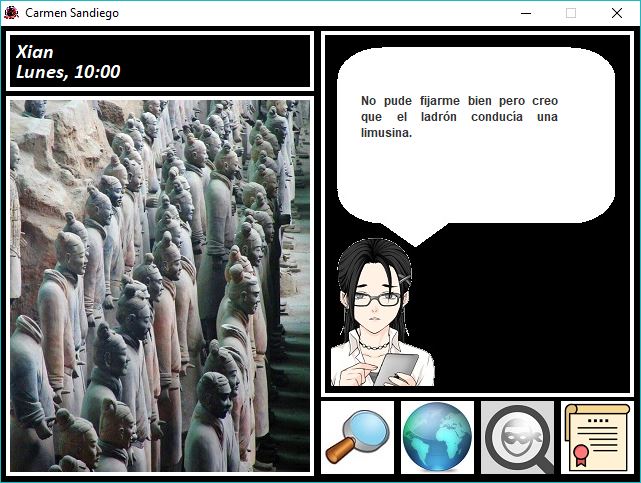 Carmen Sandiego
Xian
Lunes, 10:00
No pude fijarme bien pero creo
que el ladrón conducía una
limusina.